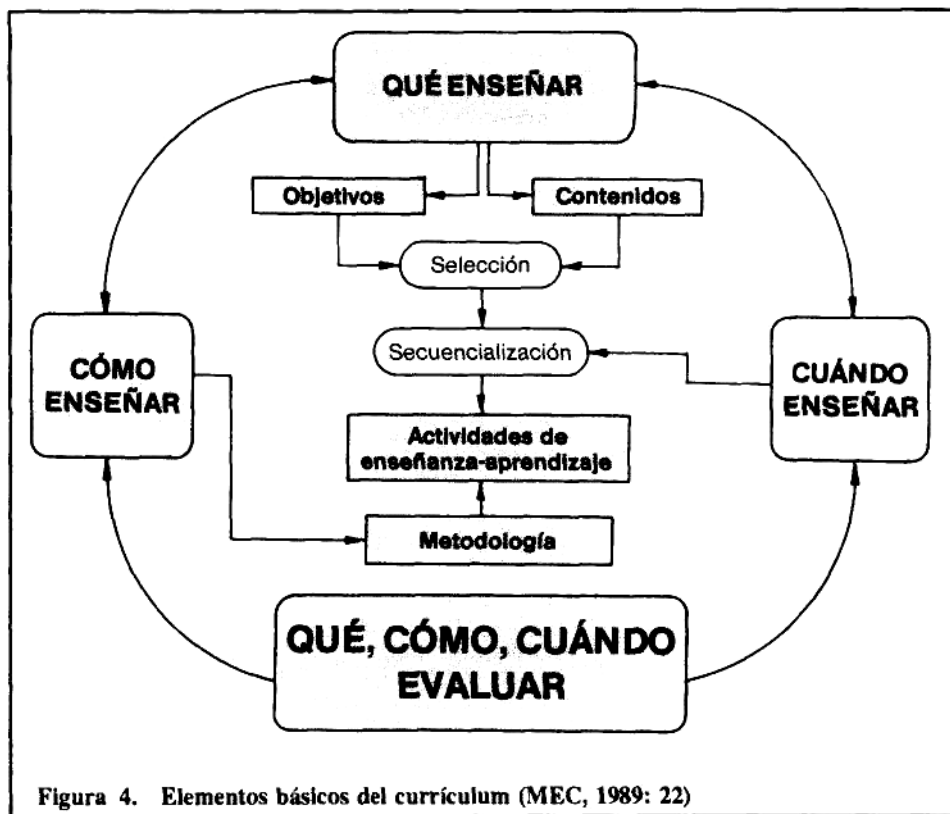 QUÉ ENSEÑAR
Objetivos
Contenidos
Selección
Secuencialización
CÓMO
ENSEÑAR
CUÁNDO
ENSEÑAR
Actividades de
enseñanza-aprendizaje
Metodología
QUÉ, CÓMO, CUÁNDO
EVALUAR
Figura 4. Elementos básicos del currículum (MEC, 1989: 22)